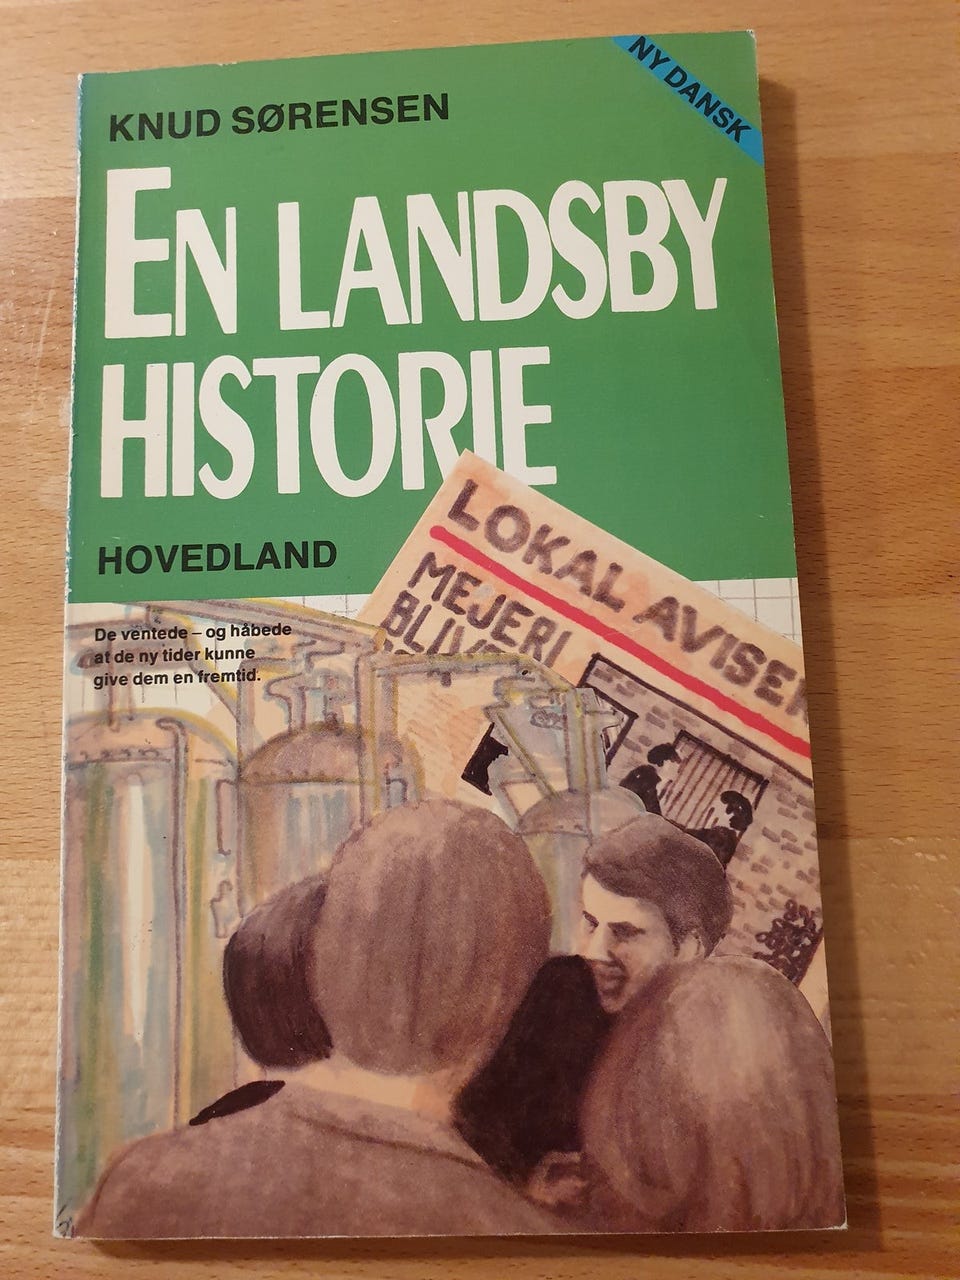 NY DANSK
KNUD SØRENSEN
EN LANDSBY
HISTORIE
HOVEDLAND
De ventede – og håbede
at de ny tider kunne
give dem en fremtid.
LOKAL AVISEN
MEJERI
BLIVE